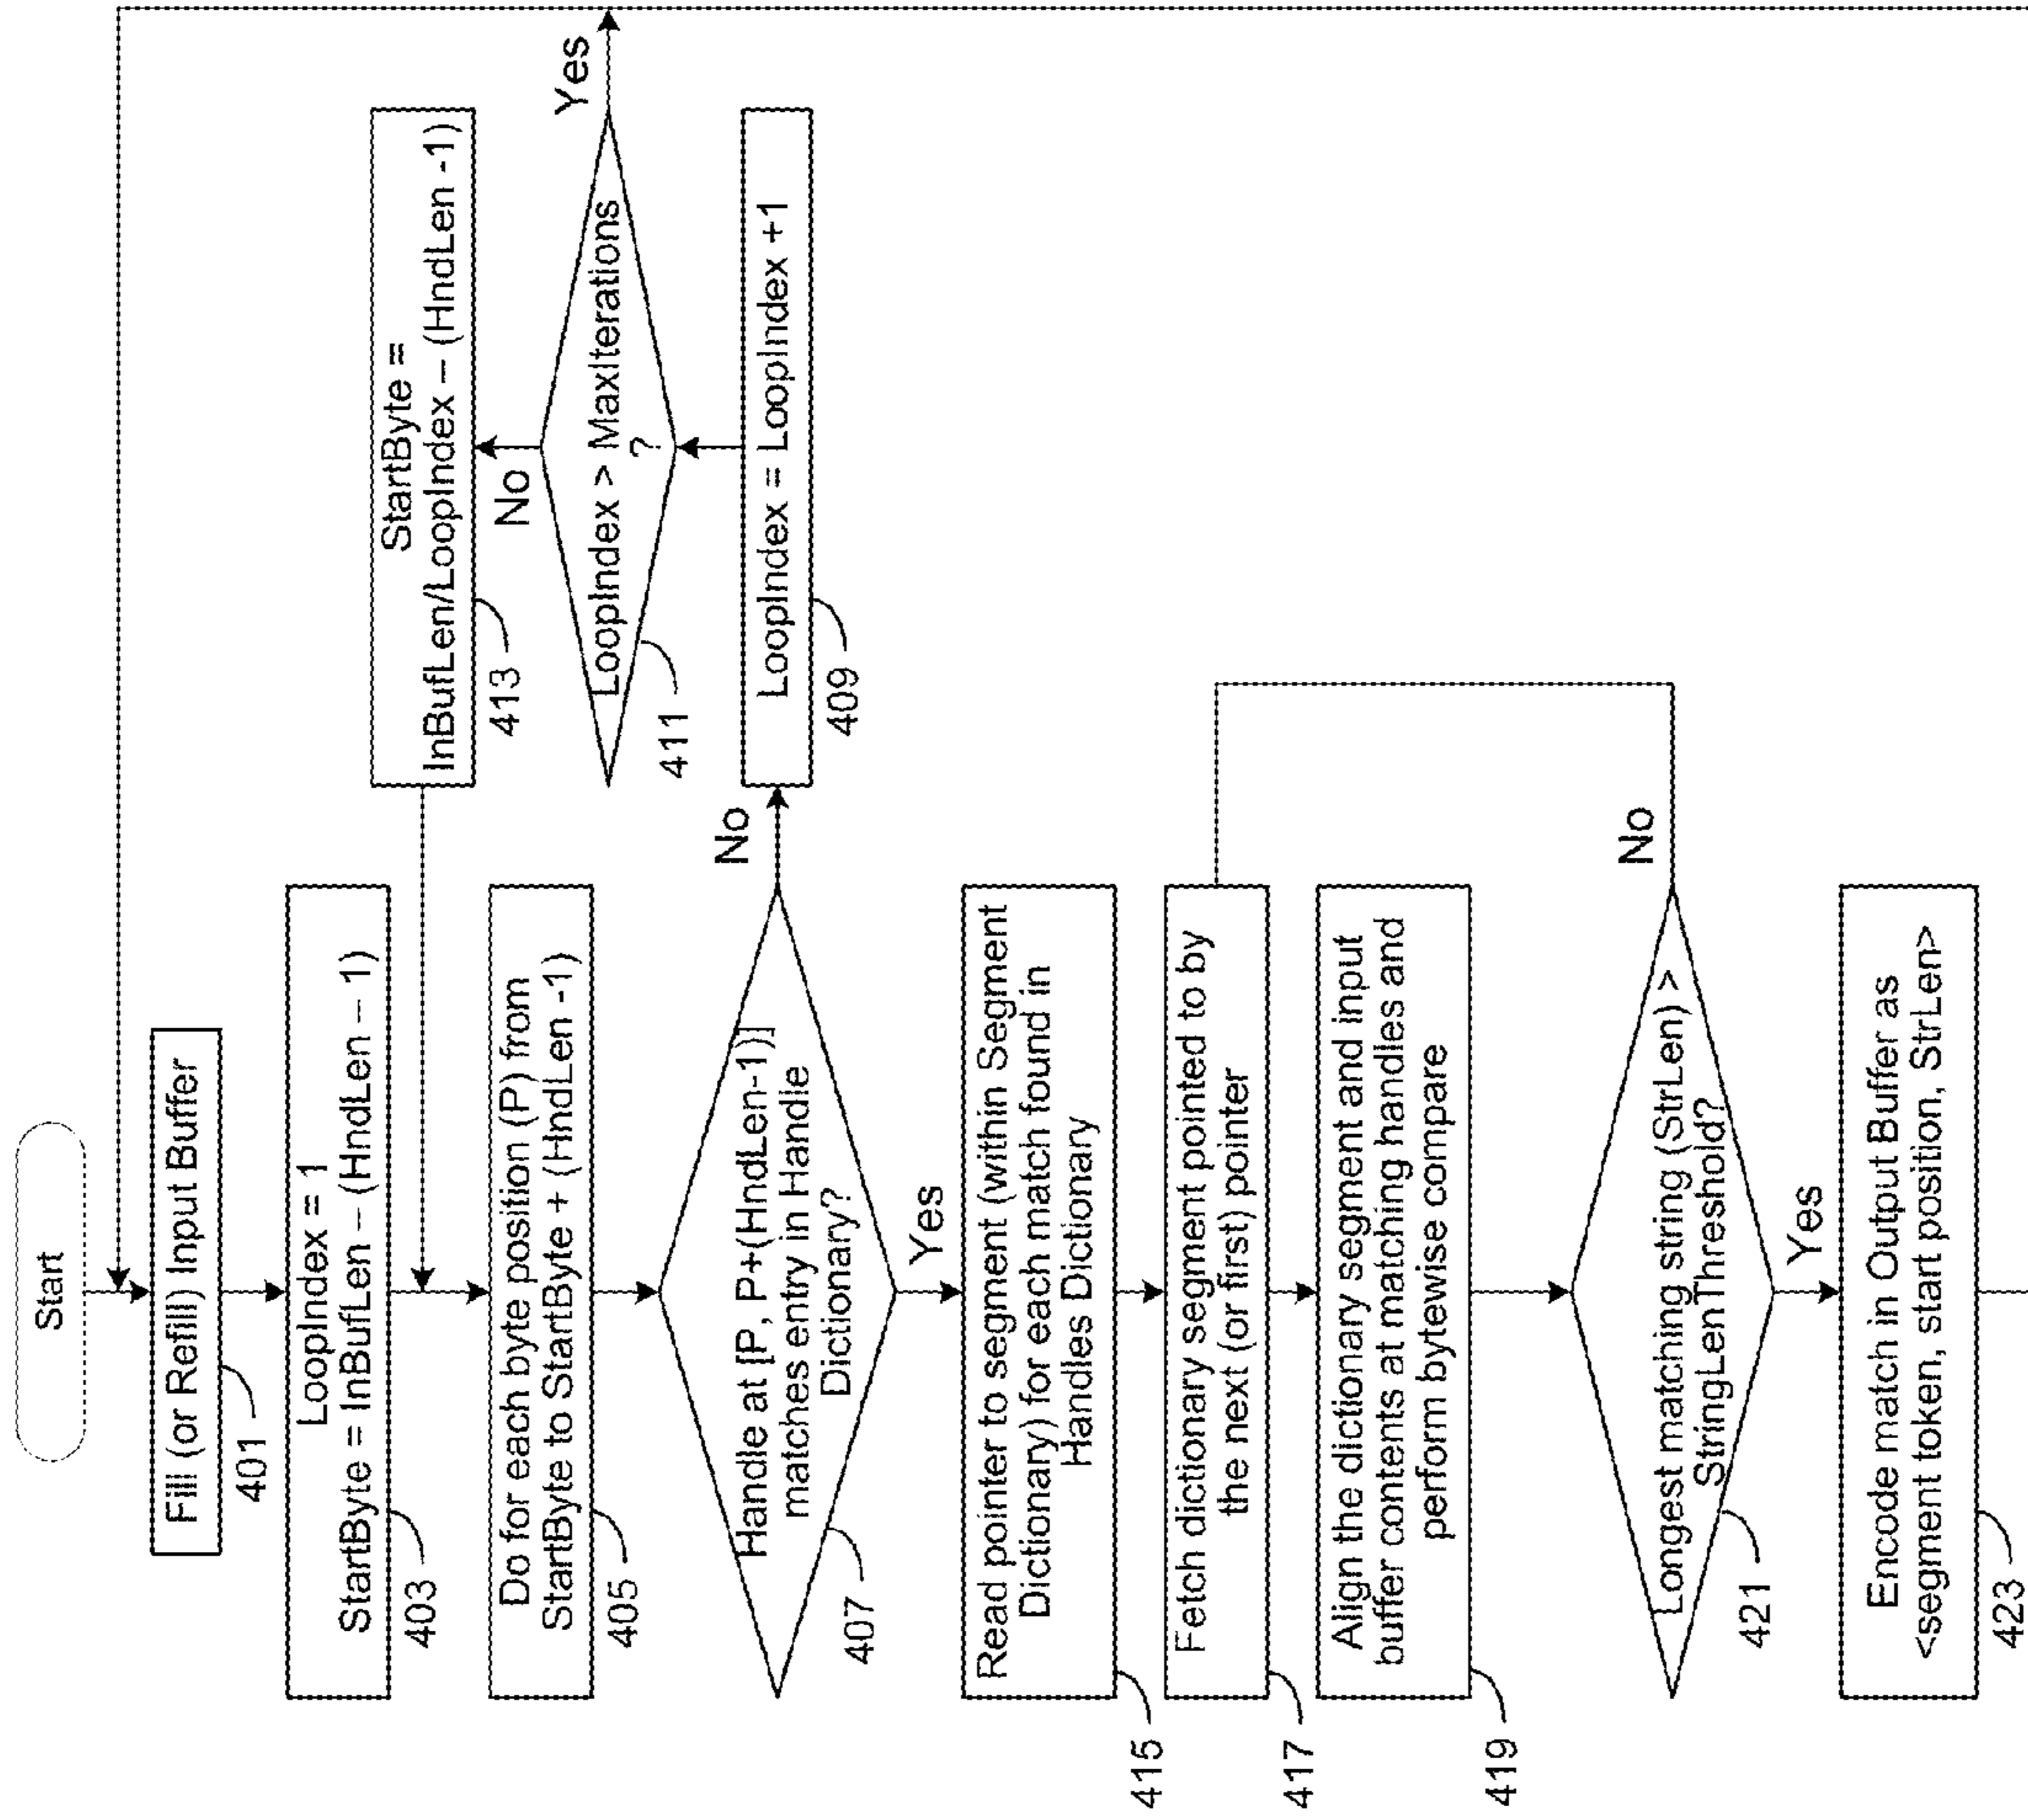 Start
Fill (or Refill) Input Buffer
401
LoopIndex = 1
StartByte = InBufLen – (HndLen – 1)
403
Do for each byte position (P) from
StartByte to StartByte + (HndLen -1)
405
Handle at [P, P+(HndLen-1)]
matches entry in Handle
Dictionary?
407
No
Yes
LoopIndex = LoopIndex +1
409
LoopIndex > MaxIterations
?
411
Yes
No
StartByte =
InBufLen/LoopIndex – (HndLen -1)
413
Read pointer to segment (within Segment
Dictionary) for each match found in
Handles Dictionary
415
Fetch dictionary segment pointed to by
the next (or first) pointer
417
Align the dictionary segment and input
buffer contents at matching handles and
perform bytewise compare
419
Longest matching string (StrLen) >
StringLenThreshold?
421
No
Yes
Encode match in Output Buffer as
<segment token, start position, StrLen>
423